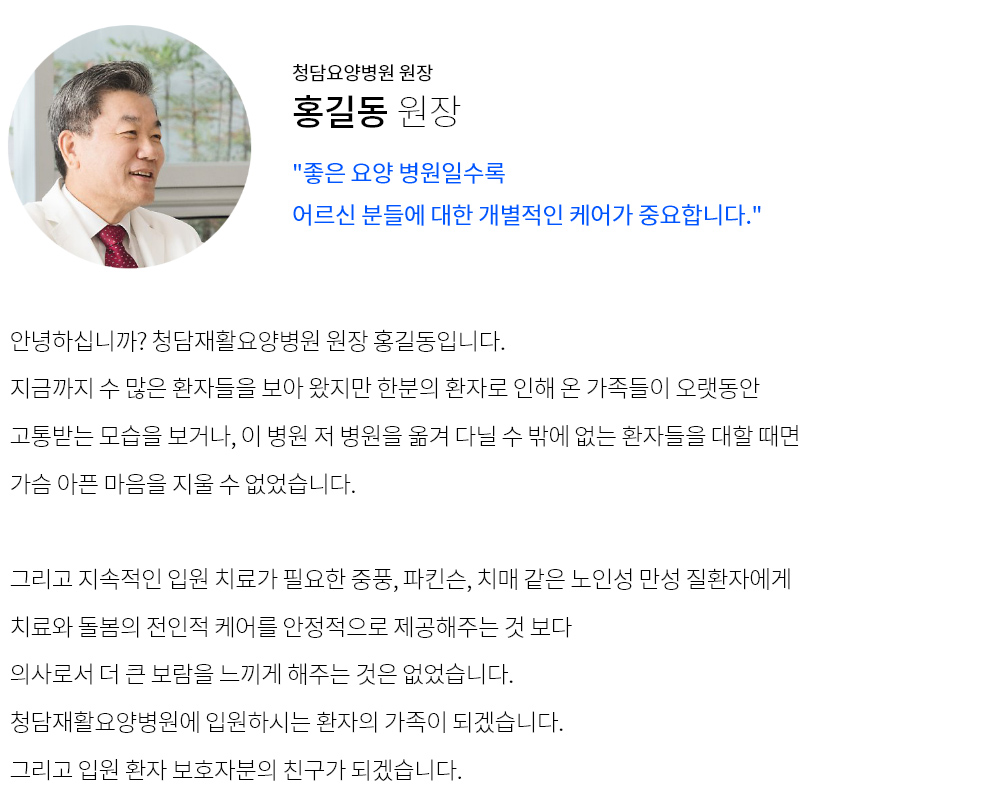 청담요양병원 원장
홍길동 원장
"좋은 요양 병원일수록
어르신 분들에 대한 개별적인 케어가 중요합니다."
안녕하십니까? 청담재활요양병원 원장 홍길동입니다.
지금까지 수 많은 환자들을 보아 왔지만 한분의 환자로 인해 온 가족들이 오랫동안
고통받는 모습을 보거나, 이 병원 저 병원을 옮겨 다닐 수 밖에 없는 환자들을 대할 때면
가슴 아픈 마음을 지울 수 없었습니다.
그리고 지속적인 입원 치료가 필요한 중풍, 파킨슨, 치매 같은 노인성 만성 질환자에게
치료와 돌봄의 전인적 케어를 안정적으로 제공해주는 것 보다
의사로서 더 큰 보람을 느끼게 해주는 것은 없었습니다.
청담재활요양병원에 입원하시는 환자의 가족이 되겠습니다.
그리고 입원 환자 보호자분의 친구가 되겠습니다.